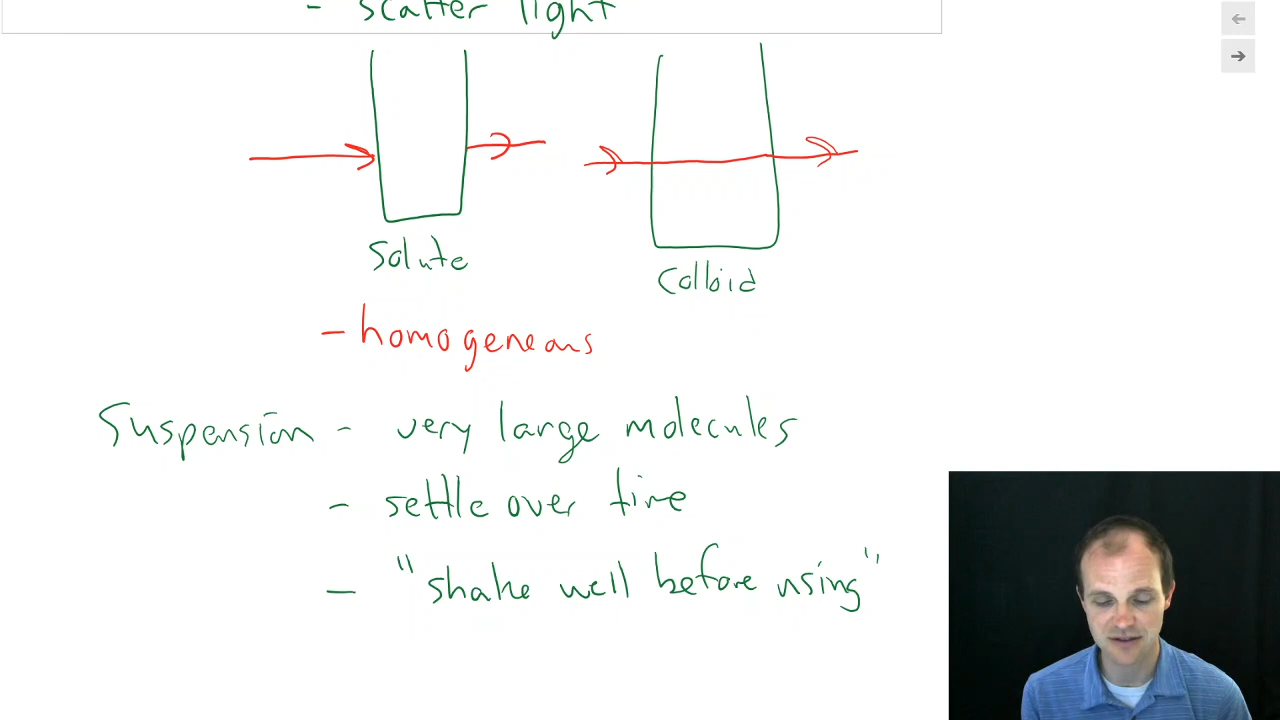 - scatter light
Solute
Colloid
- homogeneous
Suspension - very large molecules
- settle over time
- "shake well before using"